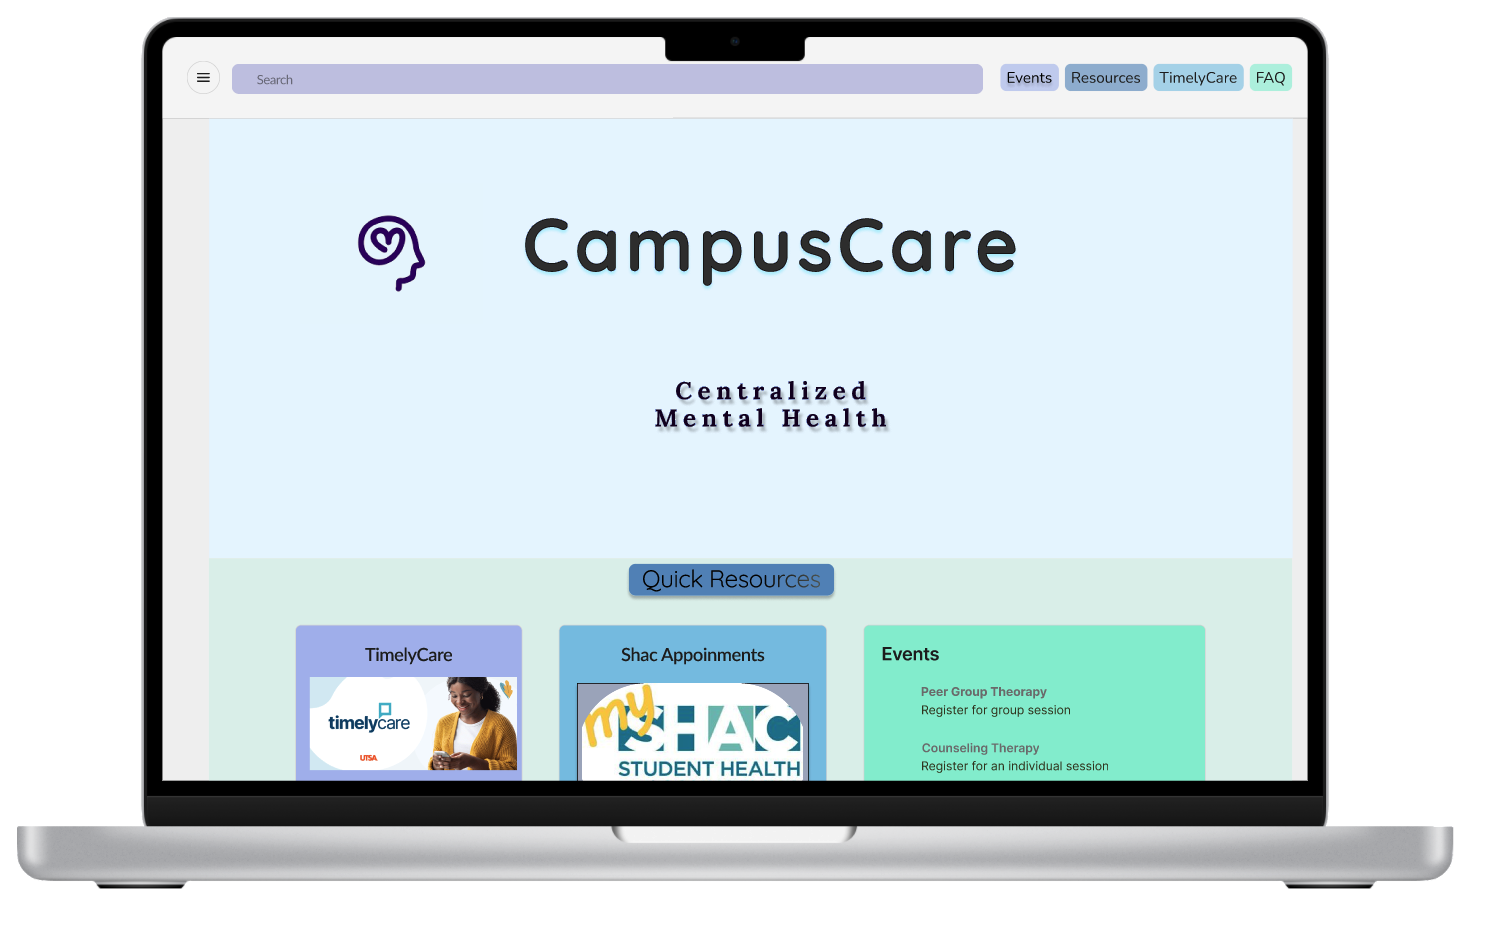 Search
Events Resources TimelyCare FAQ
CampusCare
Centralized
Mental Health
Quick Resources
TimelyCare
timelycare
UTSA
Shac Appoinments
my
SHAC
STUDENT HEALTH
Events
Peer Group Theorapy
Register for group session
Counseling Therapy
Register for an individual session